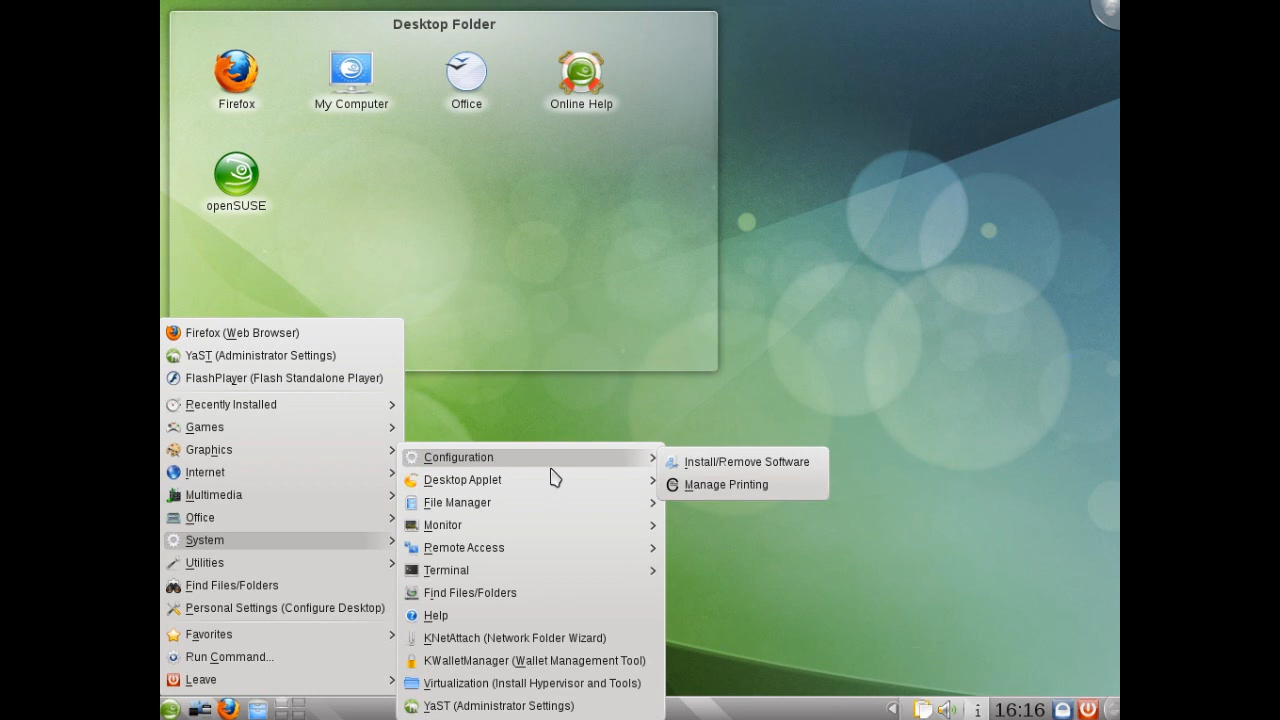 Desktop Folder
Firefox
My Computer
Office
Online Help
openSUSE
Firefox (Web Browser)
YaST (Administrator Settings)
FlashPlayer (Flash Standalone Player)
Recently Installed
Games
Graphics
Internet
Multimedia
Office
System
Utilities
Find Files/Folders
Personal Settings (Configure Desktop)
Favorites
Run Command...
Leave
Configuration
Desktop Applet
File Manager
Monitor
Remote Access
Terminal
Find Files/Folders
Help
KNetAttach (Network Folder Wizard)
KWalletManager (Wallet Management Tool)
Virtualization (Install Hypervisor and Tools)
YaST (Administrator Settings)
Install/Remove Software
Manage Printing
16:16